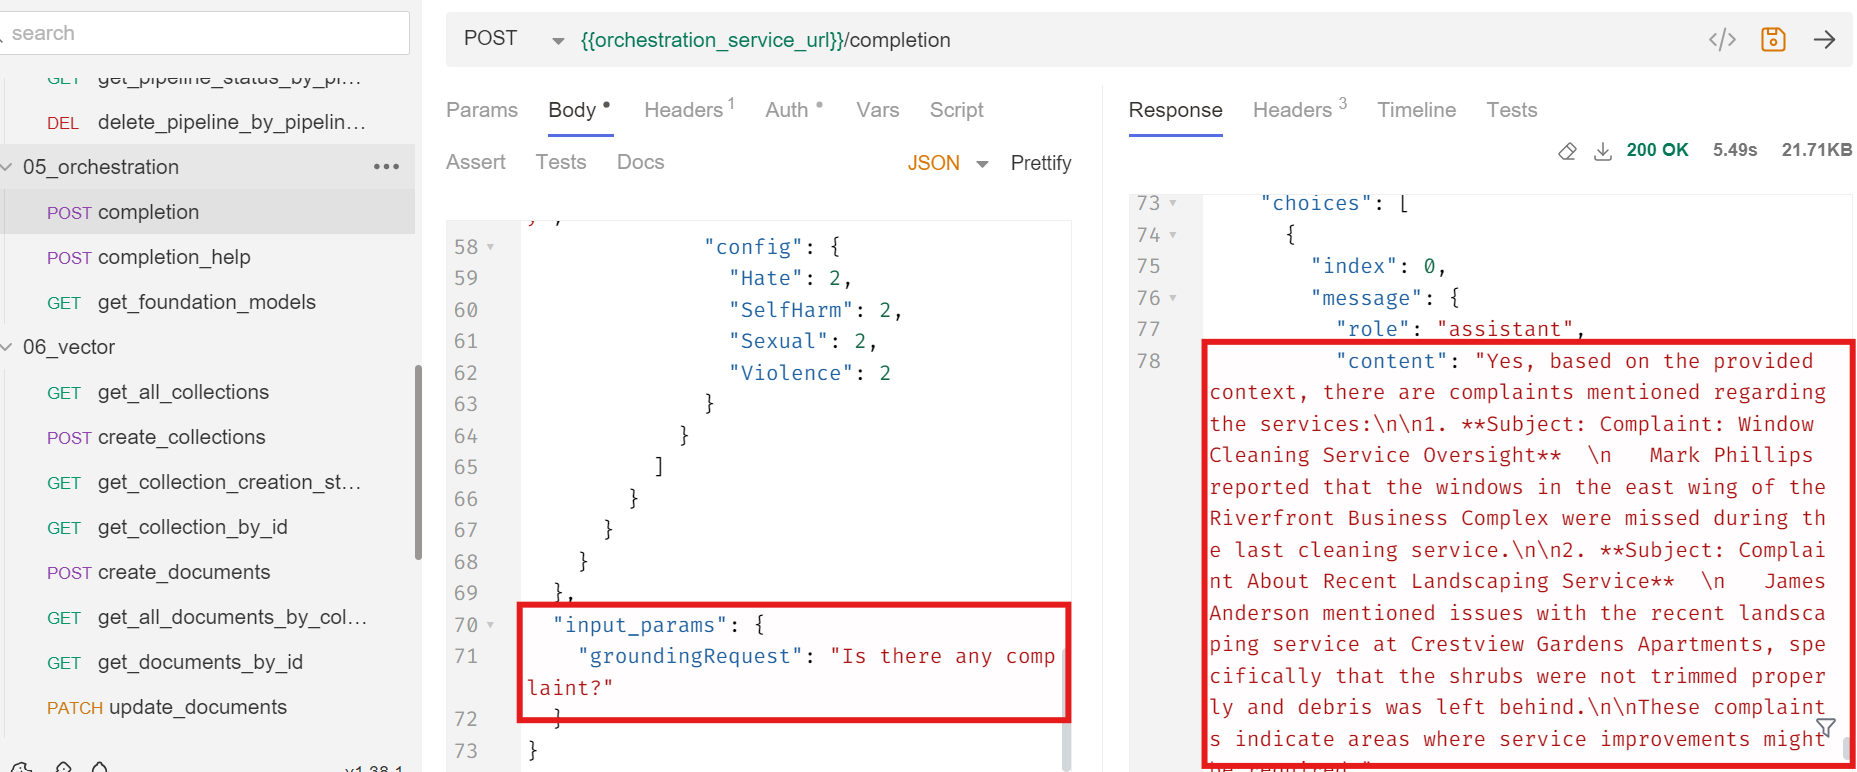 search
GET get_pipeline_status_by_pi...
DEL delete_pipeline_by_pipelin...
05_orchestration
POST completion
POST completion_help
GET get_foundation_models
06_vector
GET get_all_collections
POST create_collections
GET get_collection_creation_st...
GET get_collection_by_id
POST create_documents
GET get_all_documents_by_col...
GET get_documents_by_id
PATCH update_documents
v1.38.1
POST {{orchestration_service_url}}/completion
Params Body Headers 1 Auth Vars Script
Assert Tests Docs JSON Prettify
58 "config": {
59 "Hate": 2,
60 "SelfHarm": 2,
61 "Sexual": 2,
62 "Violence": 2
63 }
64 }
65 ]
66 }
67 }
68 }
69 },
70 "input_params": {
71 "groundingRequest": "Is there any comp
laint?"
72 }
73 }
Response Headers 3 Timeline Tests
200 OK 5.49s 21.71KB
73 "choices": [
74 {
75 "index": 0,
76 "message": {
77 "role": "assistant",
78 "content": "Yes, based on the provided
context, there are complaints mentioned regarding
the services:\n\n1. **Subject: Complaint: Window
Cleaning Service Oversight**  \n   Mark Phillips
reported that the windows in the east wing of the
Riverfront Business Complex were missed during th
e last cleaning service.\n\n2. **Subject: Complai
nt About Recent Landscaping Service**  \n   James
Anderson mentioned issues with the recent landsca
ping service at Crestview Gardens Apartments, spe
cifically that the shrubs were not trimmed proper
ly and debris was left behind.\n\nThese complaint
s indicate areas where service improvements might
be required."